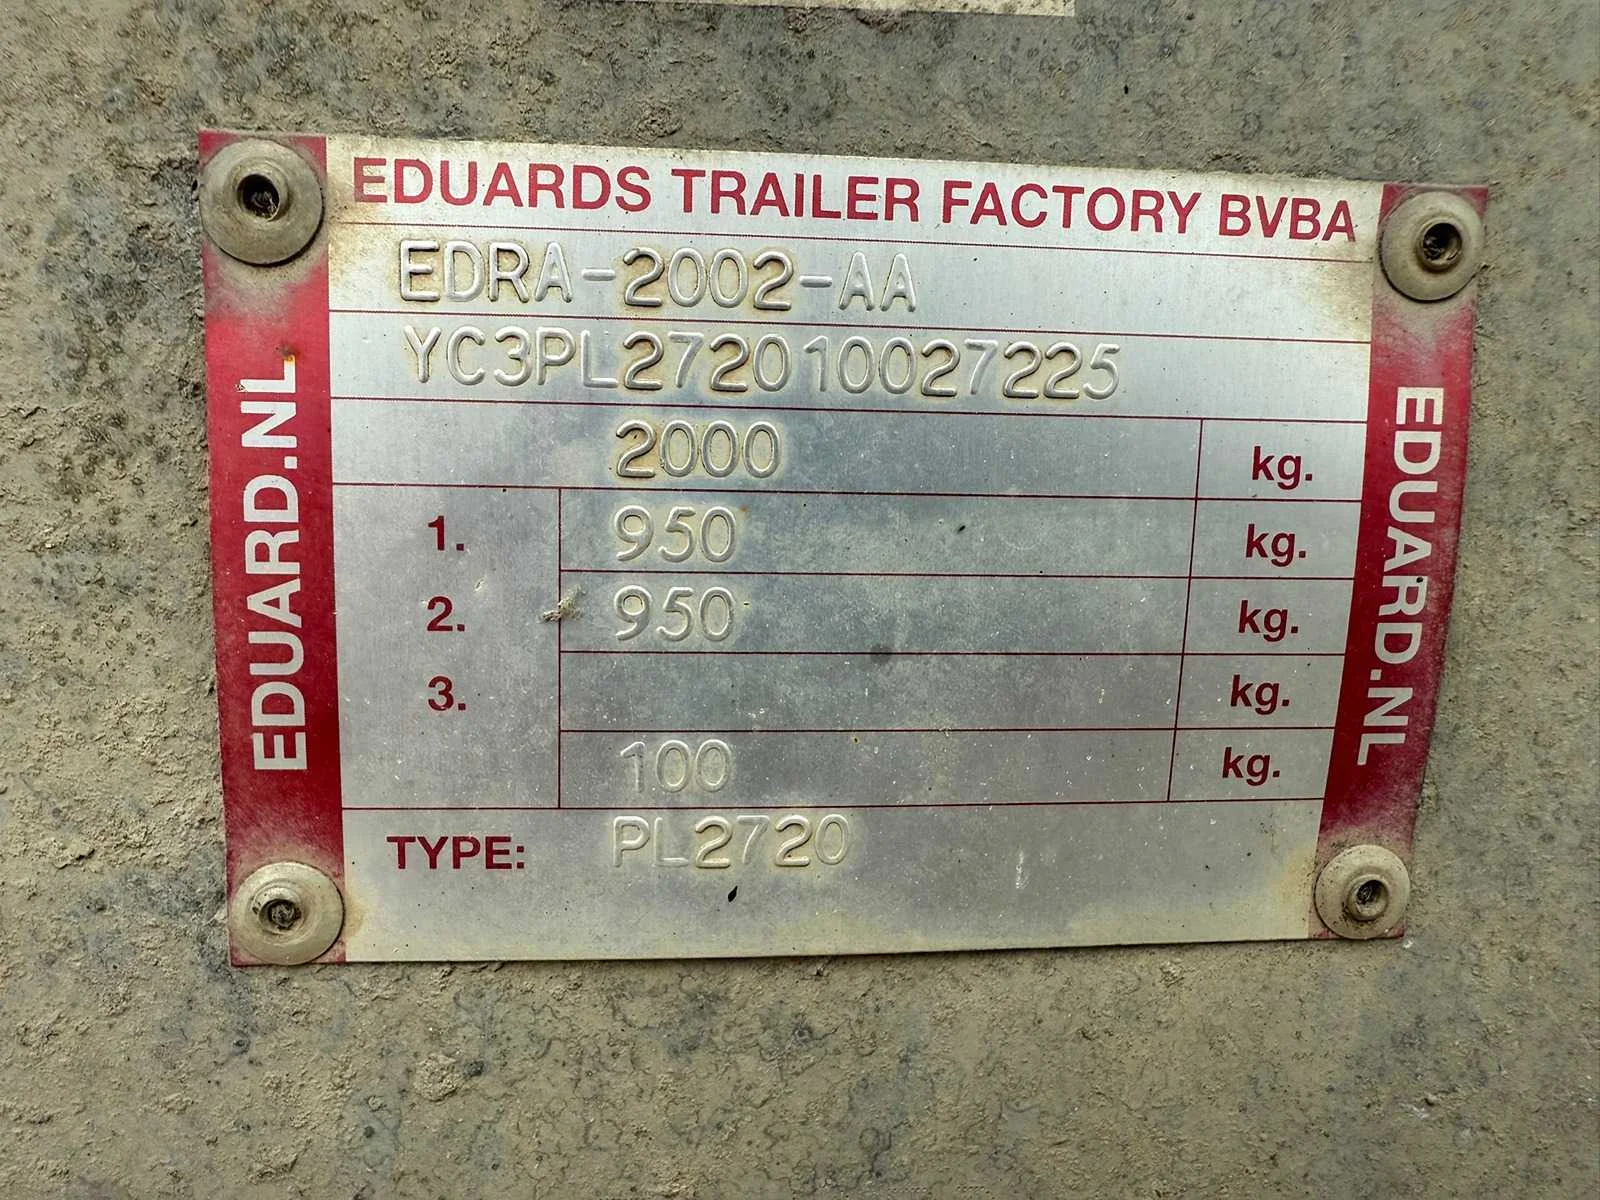 EDUARDS TRAILER FACTORY BVBA
EDRA-2002-AA
YC3PL272010027225
2000 kg.
1. 950 kg.
2. 950 kg.
3. kg.
100 kg.
TYPE: PL2720
EDUARD.NL
EDUARD.NL